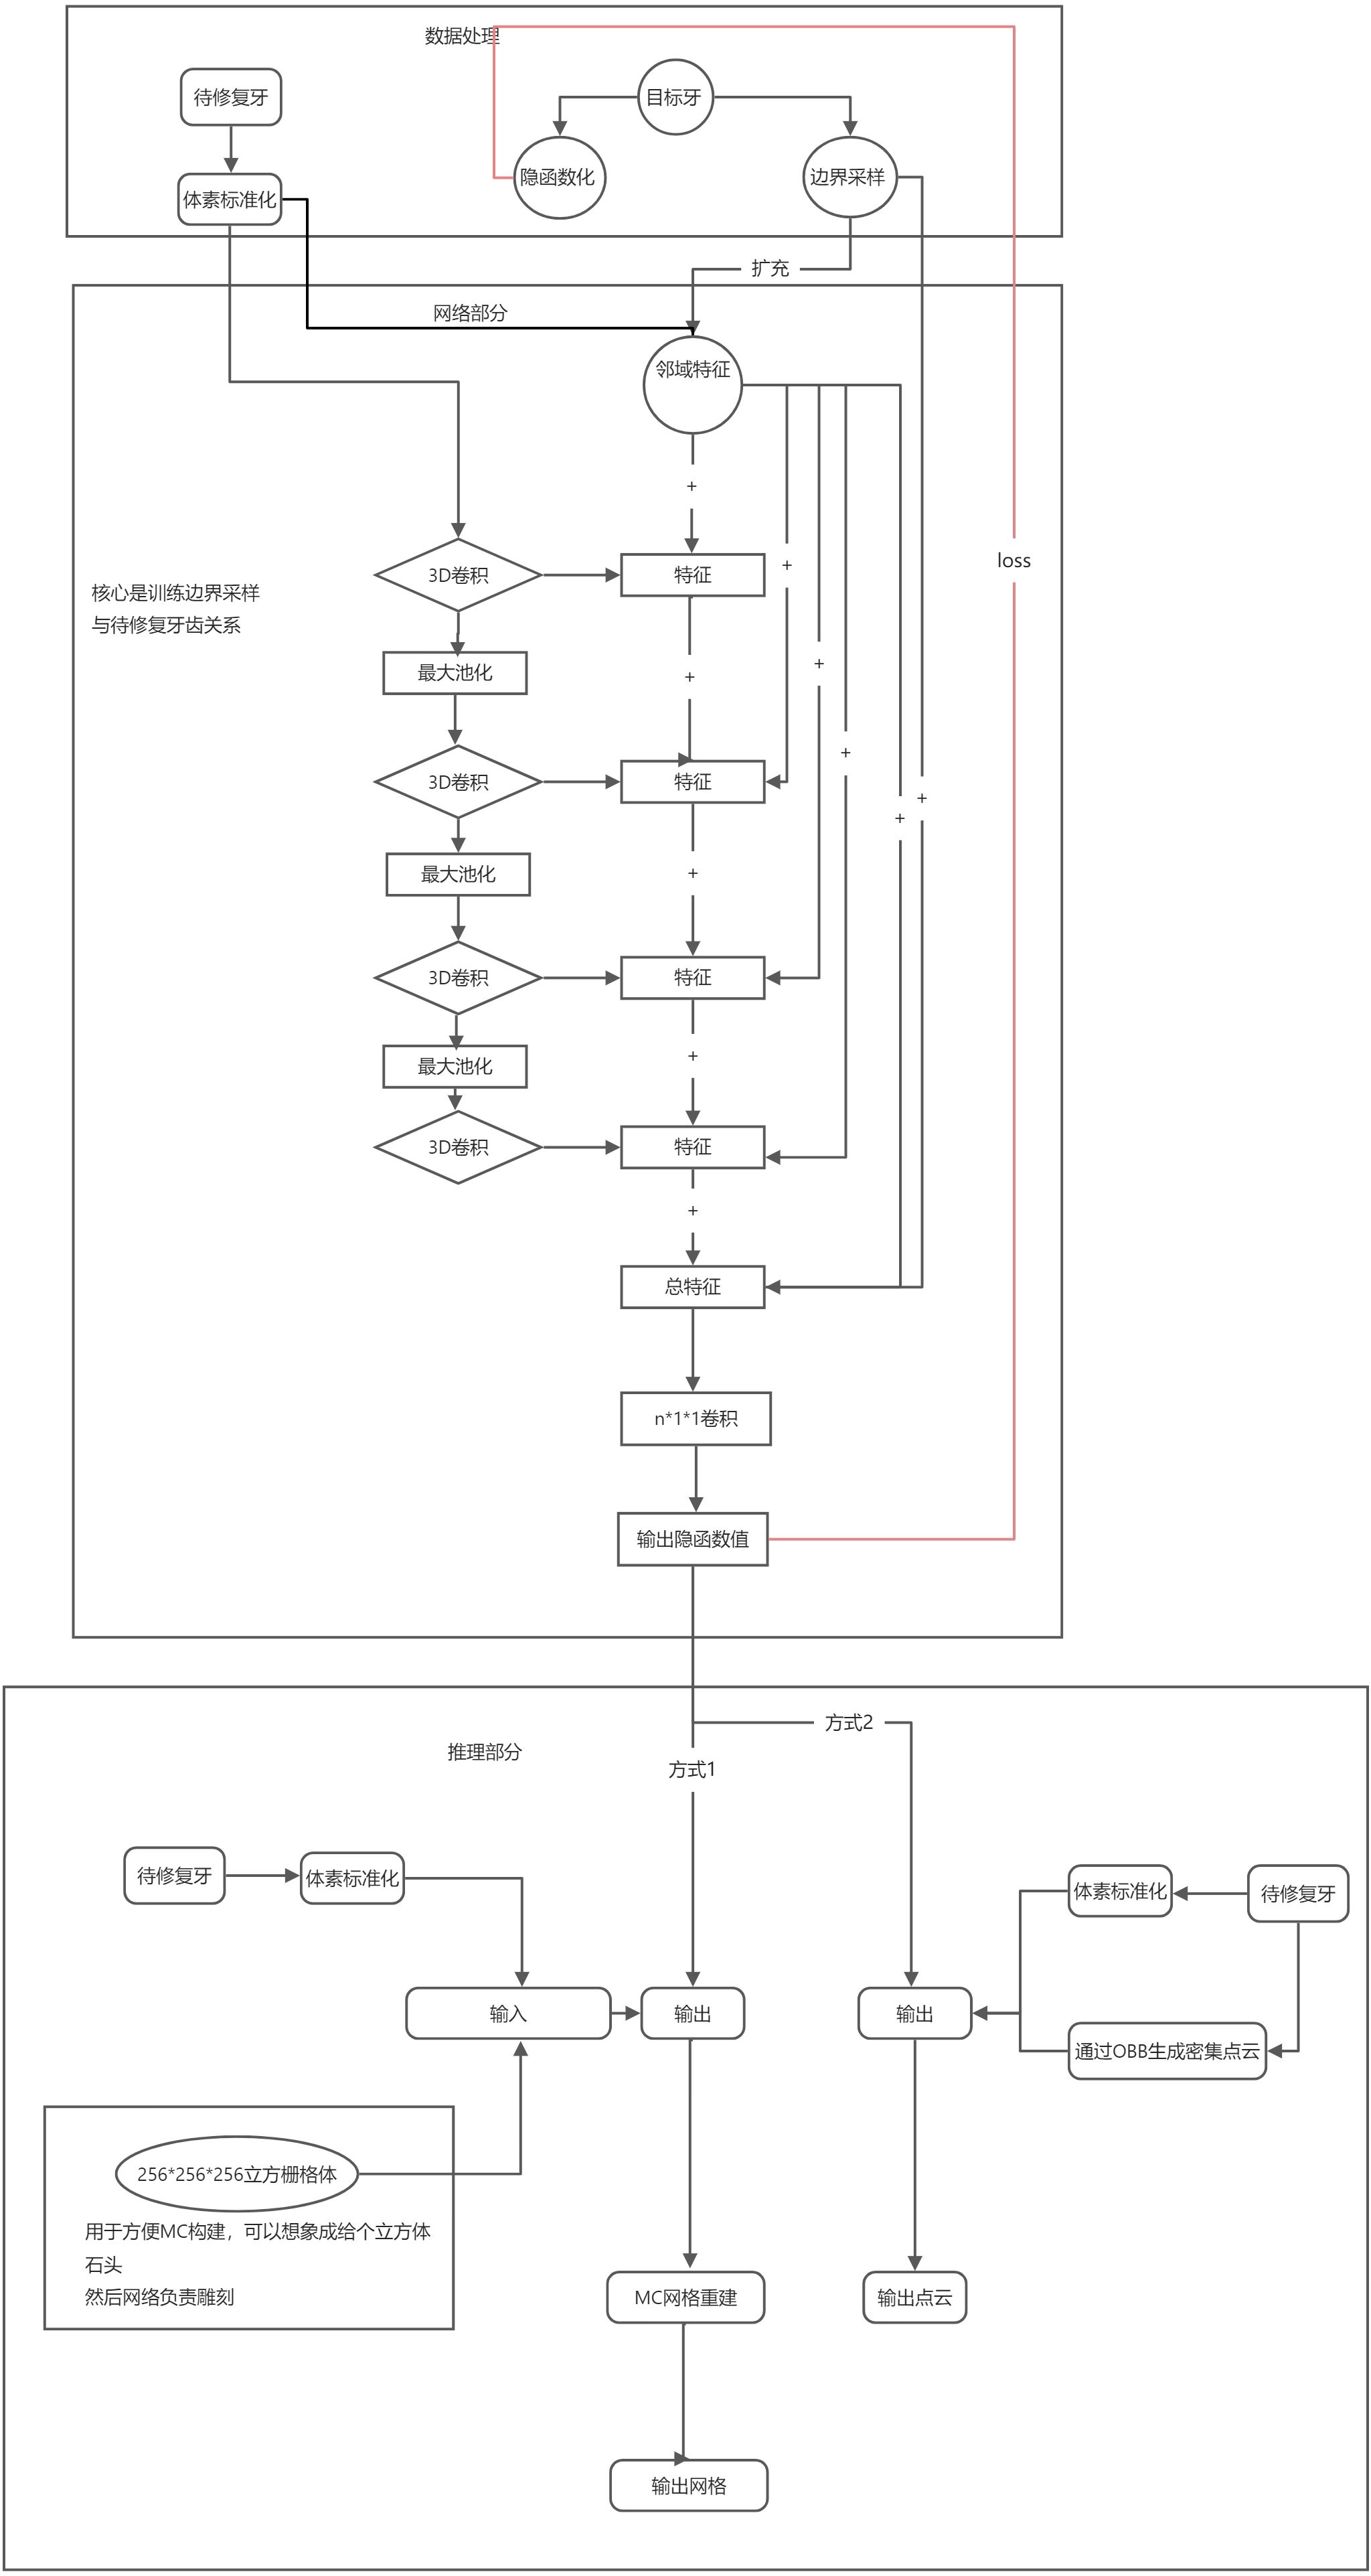 数据处理
待修复牙
目标牙
体素标准化
隐函数化
边界采样
扩充
网络部分
邻域特征
+
loss
3D卷积
特征
+
核心是训练边界采样
与待修复牙齿关系
最大池化
+
+
+
3D卷积
特征
+
+
最大池化
+
3D卷积
特征
+
最大池化
3D卷积
特征
+
总特征
n*1*1卷积
输出隐函数值
方式2
推理部分
方式1
待修复牙
体素标准化
体素标准化
待修复牙
输入
输出
输出
通过OBB生成密集点云
256*256*256立方栅格体
用于方便MC构建，可以想象成给个立方体
石头
然后网络负责雕刻
MC网格重建
输出点云
输出网格